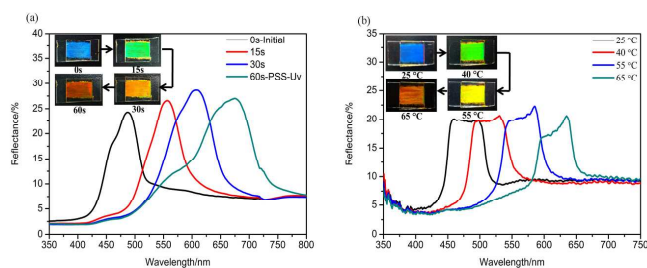 (a)
40
35
30
25
20
15
10
5
0
Reflectance/%
350 400 450 500 550 600 650 700 750 800
Wavelength/nm
0s 15s
60s 30s
0s-Initial
15s
30s
60s-PSS-Uv
(b)
35
30
25
20
15
10
5
0
Reflectance/%
350 400 450 500 550 600 650 700 750
Wavelength/nm
25 °C 40 °C
65 °C 55 °C
25 °C
40 °C
55 °C
65 °C